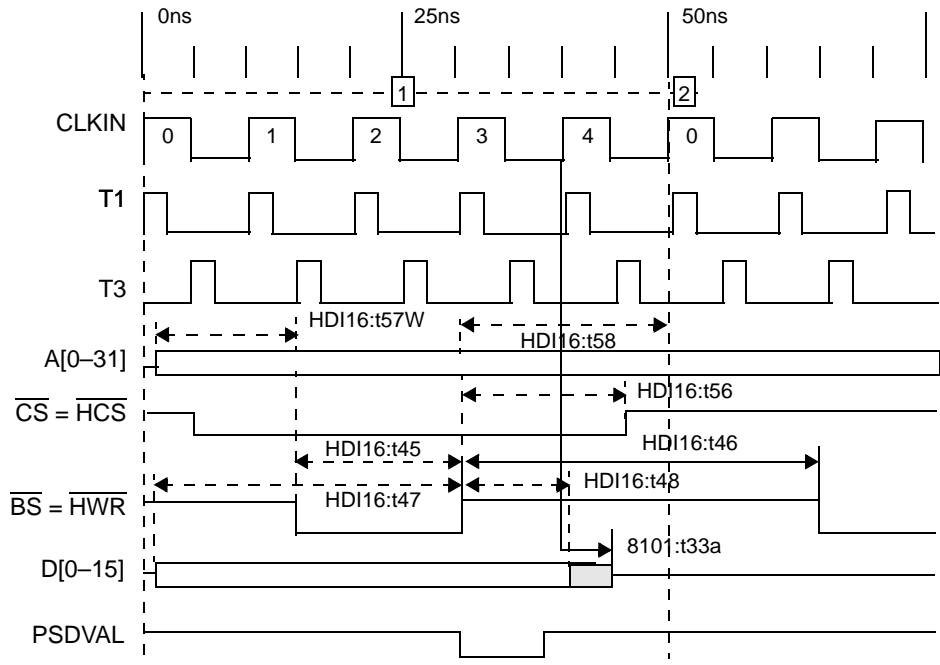 0ns 25ns 50ns
1 2
CLKIN 0 1 2 3 4 0
T1
T3
HDI16:t57W
HDI16:t58
A[0–31]
HDI16:t56
CS = HCS
HDI16:t45 HDI16:t46
HDI16:t47 HDI16:t48
BS = HWR
8101:t33a
D[0–15]
PSDVAL